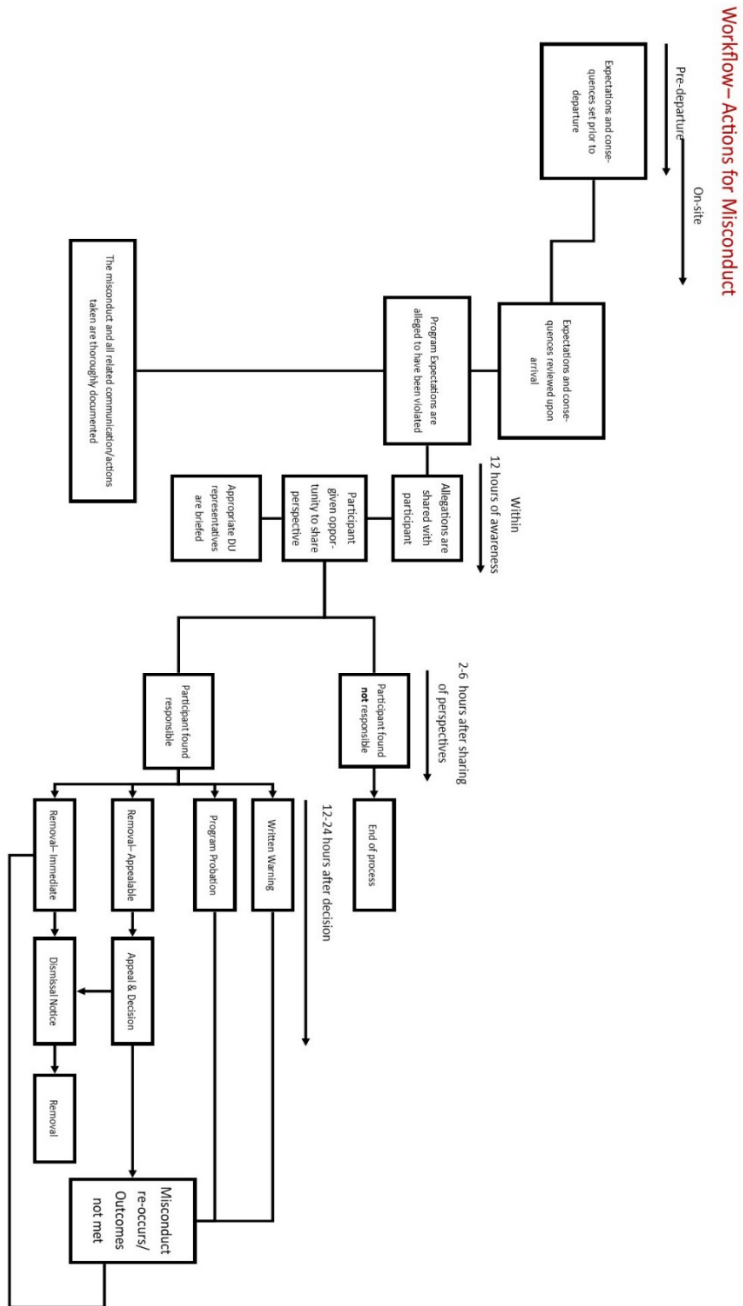 Workflow– Actions for Misconduct
Pre-departure
On-site
Expectations and conse-
quences set prior to
departure
Expectations and conse-
quences reviewed upon
arrival
Program Expectations are
alleged to have been violated
The misconduct and all related communication/actions
taken are thoroughly documented
Within
12 hours of awareness
Allegations are
shared with
participant
Participant
given oppor-
tunity to share
perspective
Appropriate DU
representatives
are briefed
2-6 hours after sharing
of perspectives
Participant found
not responsible
Participant found
responsible
End of process
12-24 hours after decision
Written Warning
Program Probation
Removal– Appealable
Removal– Immediate
Appeal & Decision
Dismissal Notice
Removal
Misconduct
re-occurs/
Outcomes
not met